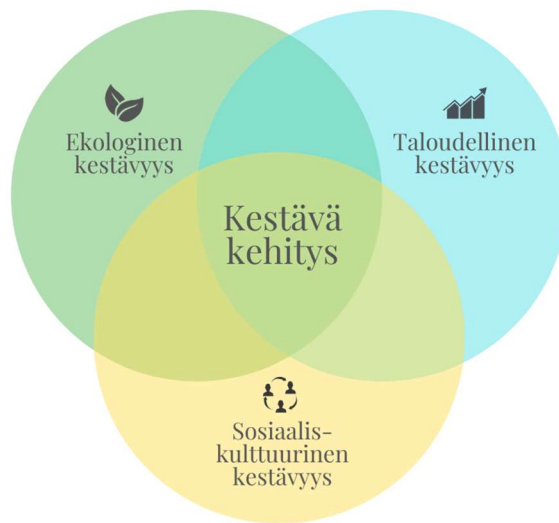 Ekologinen
kestävyys
Taloudellinen
kestävyys
Kestävä
kehitys
Sosiaalis-
kulttuurinen
kestävyys